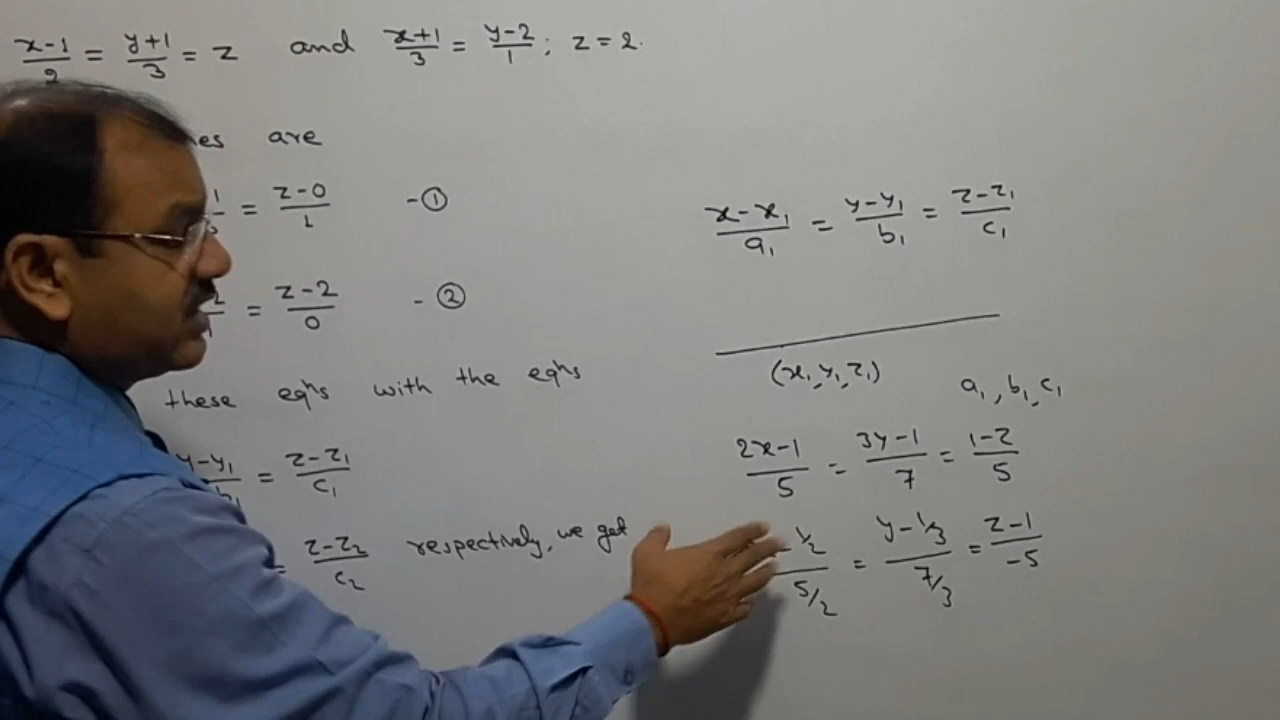 x-1/2 = y+1/3 = z and x+1/3 = y-2/1 ; z = 2.
are
= z-0/1 -①
= z-2/0 -②
these eqns with the eqns
y-y₁/b₁ = z-z₁/c₁
= z-z₂/c₂ respectively, we get
x-x₁/a₁ = y-y₁/b₁ = z-z₁/c₁
(x₁, y₁, z₁)
a₁, b₁, c₁
2x-1/5 = 3y-1/7 = 1-z/5
-1/2/5/2 = y-1/3/7/3 = z-1/-5